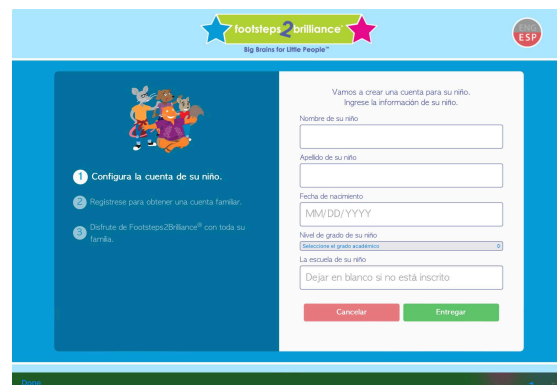 footsteps2brilliance™
Big Brains for Little People™
ENG
ESP
1 Configura la cuenta de su niño.
2 Regístrese para obtener una cuenta familiar.
3 Disfrute de Footsteps2Brilliance® con toda su
familia.
Vamos a crear una cuenta para su niño.
Ingrese la información de su niño.
Nombre de su niño
Apellido de su niño
Fecha de nacimiento
MM/DD/YYYY
Nivel de grado de su niño
Seleccione el grado académico
La escuela de su niño
Dejar en blanco si no está inscrito
Cancelar
Entregar
Done